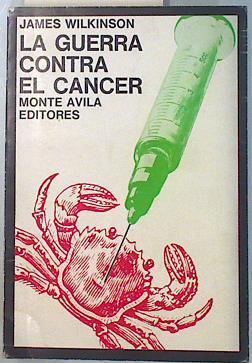 JAMES WILKINSON
LA GUERRA
CONTRA
EL CANCER
MONTE AVILA
EDITORES